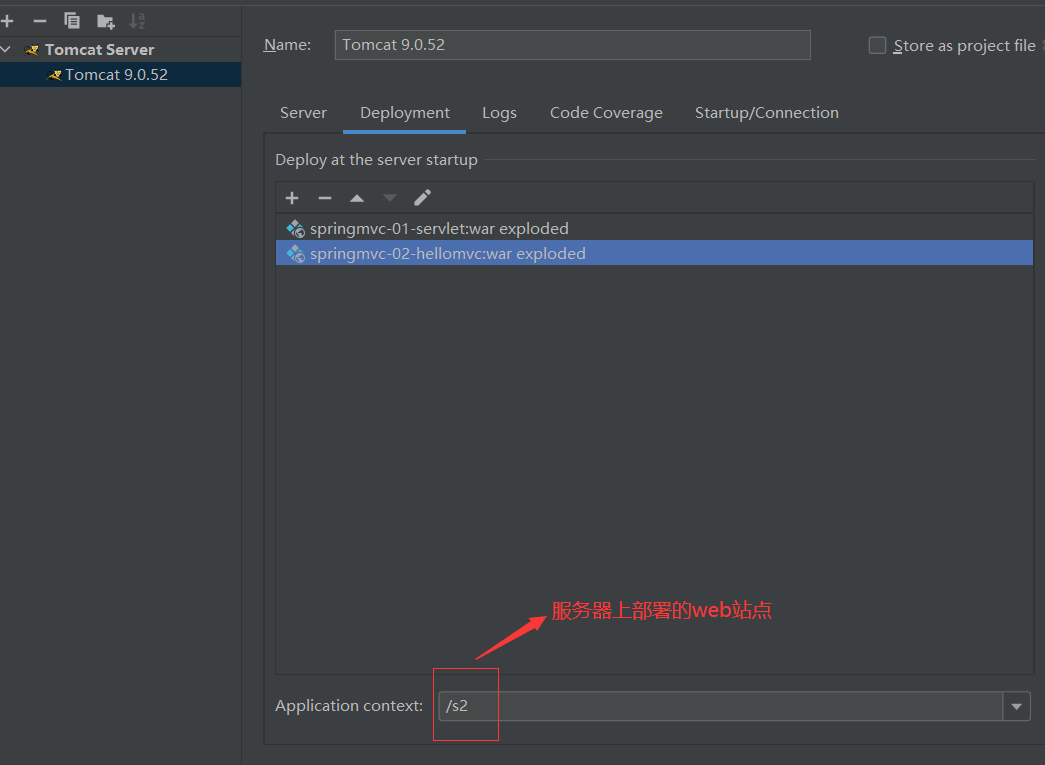 Tomcat Server
Tomcat 9.0.52
Name: Tomcat 9.0.52
Store as project file
Server Deployment Logs Code Coverage Startup/Connection
Deploy at the server startup
springmvc-01-servlet:war exploded
springmvc-02-hellomvc:war exploded
服务器上部署的web站点
Application context: /s2